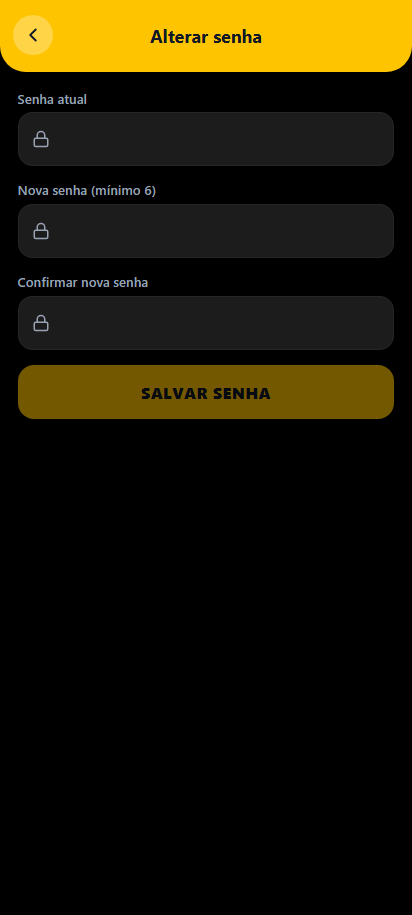 Alterar senha
Senha atual
Nova senha (mínimo 6)
Confirmar nova senha
SALVAR SENHA